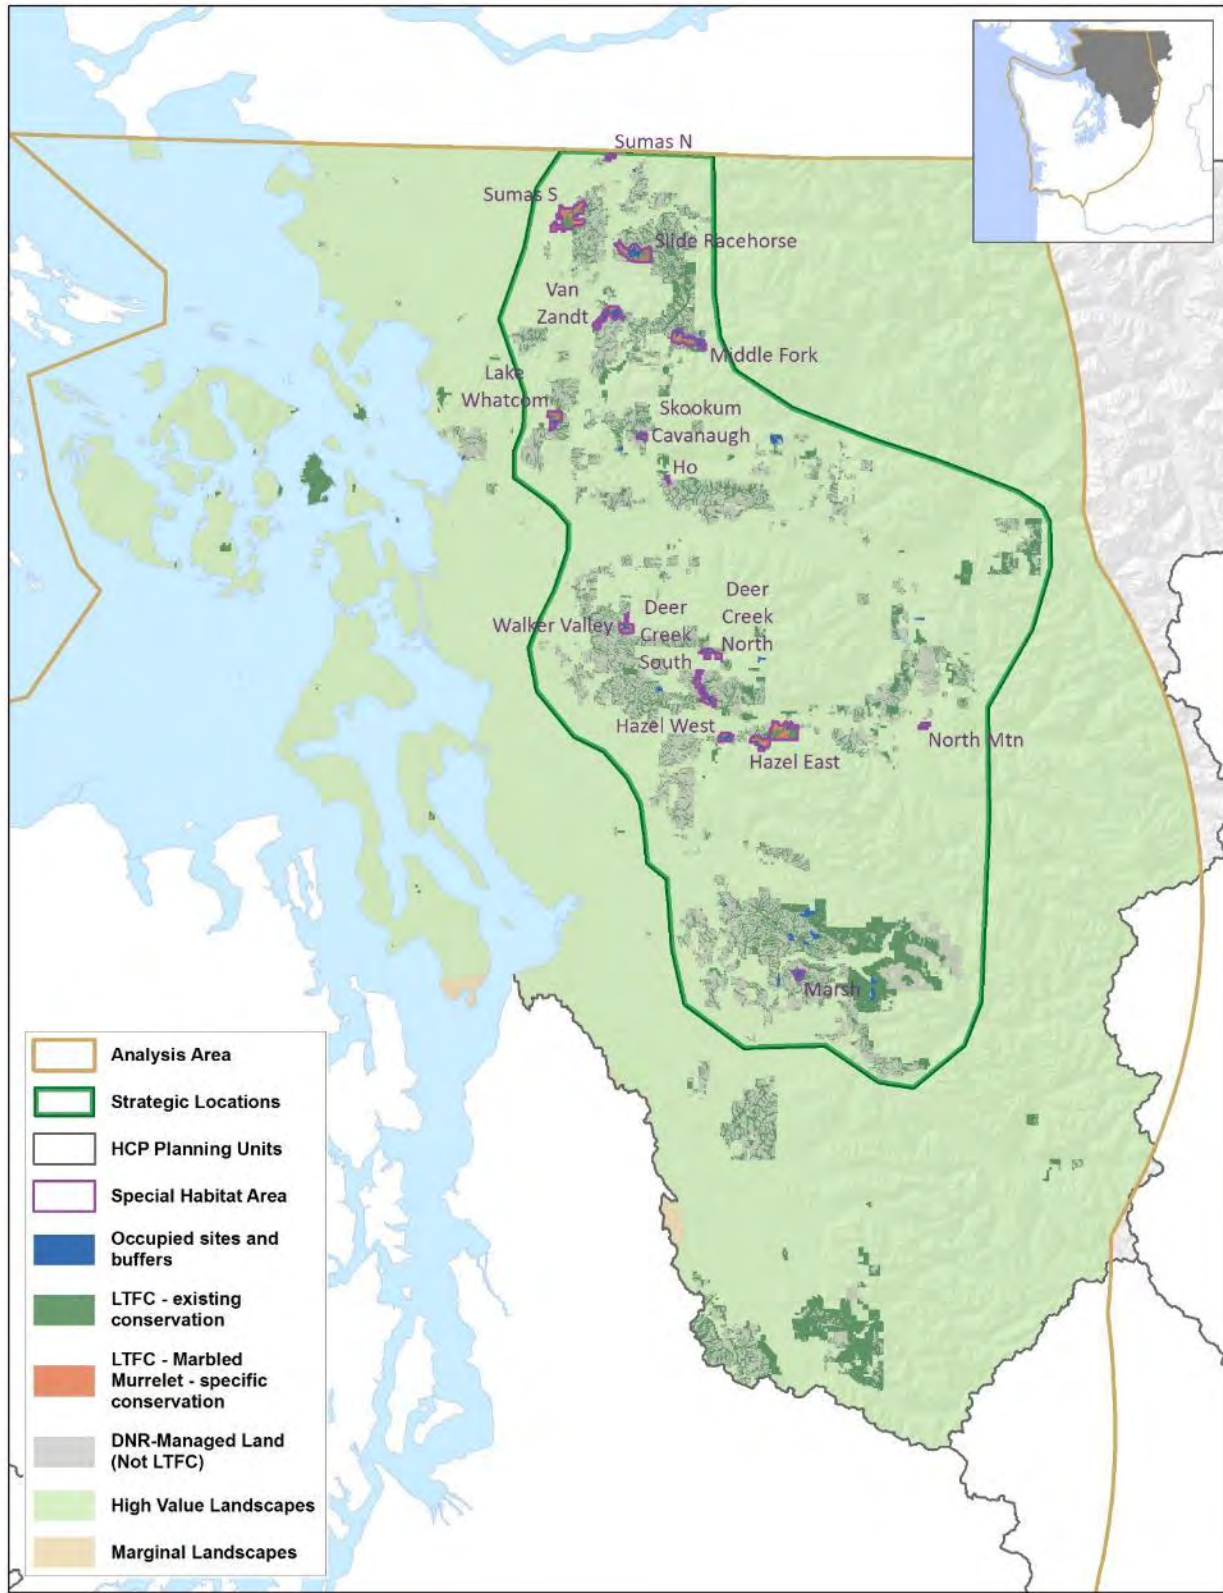 Sumas N
Sumas S
Slide Racehorse
Van
Zandt
Middle Fork
Lake
Whatcom
Skookum
Cavanaugh
Ho
Deer
Creek
North
Deer
Creek
South
Walker Valley
Hazel West
Hazel East
North Mtn
Marsh
Analysis Area
Strategic Locations
HCP Planning Units
Special Habitat Area
Occupied sites and
buffers
LTFC - existing
conservation
LTFC - Marbled
Murrelet - specific
conservation
DNR-Managed Land
(Not LTFC)
High Value Landscapes
Marginal Landscapes